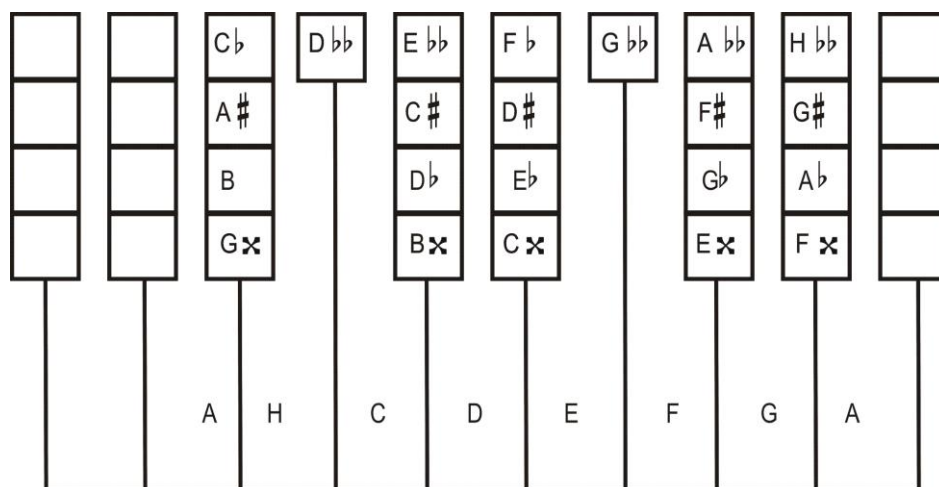 C♭ D♭♭ E♭♭ F♭ G♭♭ A♭♭ H♭♭
A♯ C♯ D♯ F♯ G♯
B D♭ E♭ G♭ A♭
G𝄪 B𝄪 C𝄪 E𝄪 F𝄪
A H C D E F G A